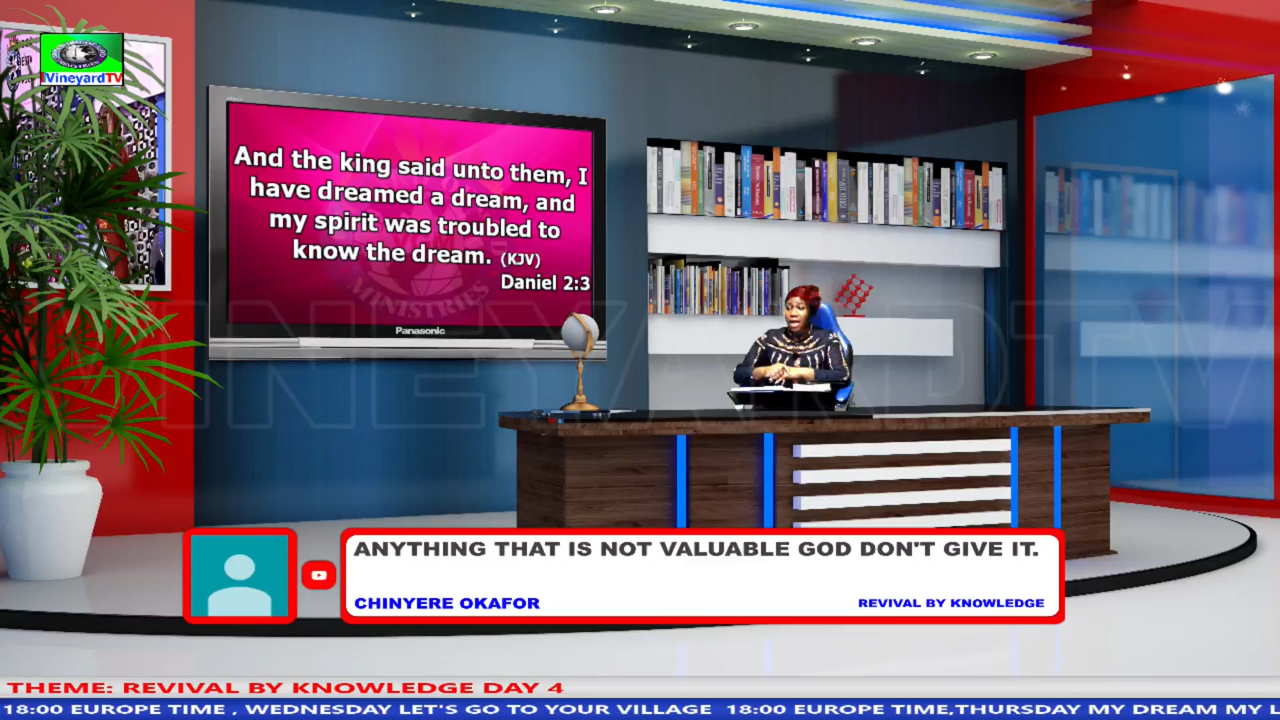 VineyardTV
And the king said unto them, I
have dreamed a dream, and
my spirit was troubled to
know the dream. (KJV)
Daniel 2:3
MINISTRIES
Panasonic
VINEYARDTV
ANYTHING THAT IS NOT VALUABLE GOD DON'T GIVE IT.
CHINYERE OKAFOR
REVIVAL BY KNOWLEDGE
THEME: REVIVAL BY KNOWLEDGE DAY 4
18:00 EUROPE TIME , WEDNESDAY LET'S GO TO YOUR VILLAGE 18:00 EUROPE TIME,THURSDAY MY DREAM MY L